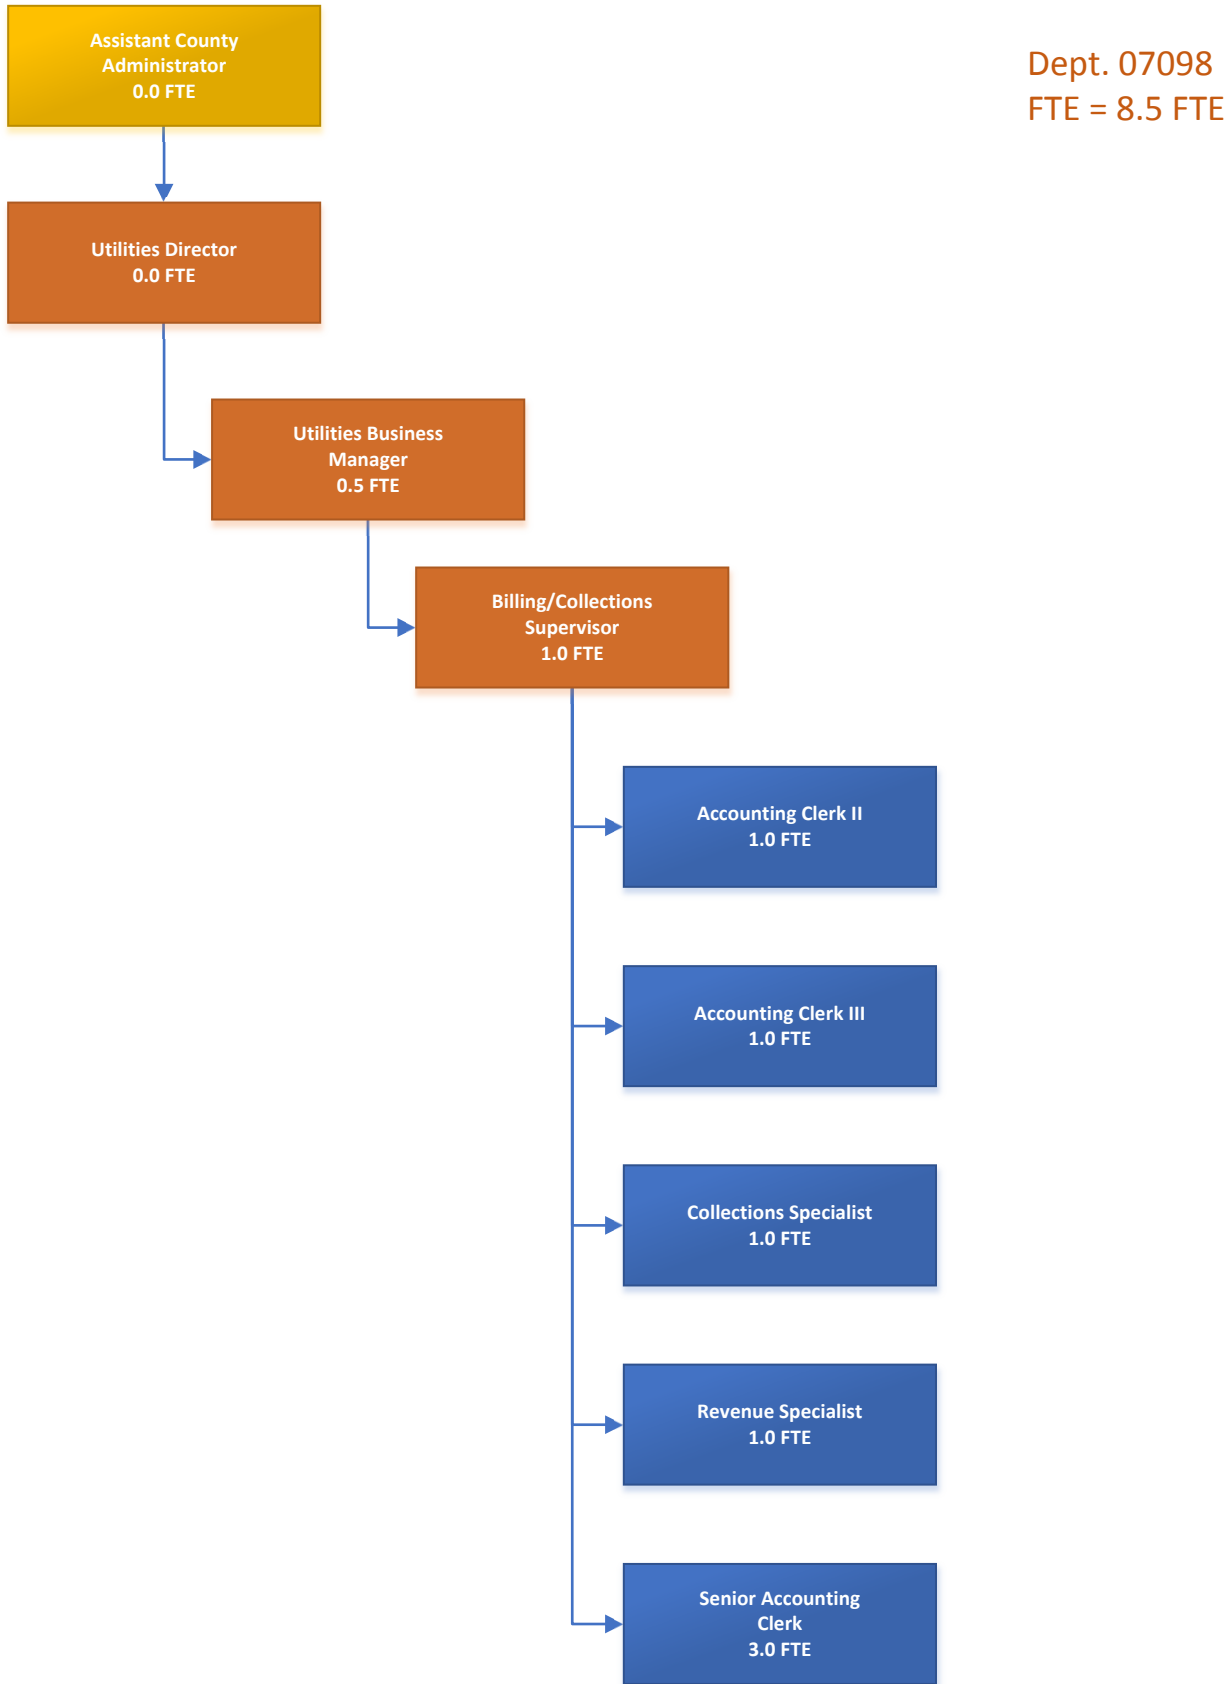 Assistant County
Administrator
0.0 FTE
Dept. 07098
FTE = 8.5 FTE
Utilities Director
0.0 FTE
Utilities Business
Manager
0.5 FTE
Billing/Collections
Supervisor
1.0 FTE
Accounting Clerk II
1.0 FTE
Accounting Clerk III
1.0 FTE
Collections Specialist
1.0 FTE
Revenue Specialist
1.0 FTE
Senior Accounting
Clerk
3.0 FTE